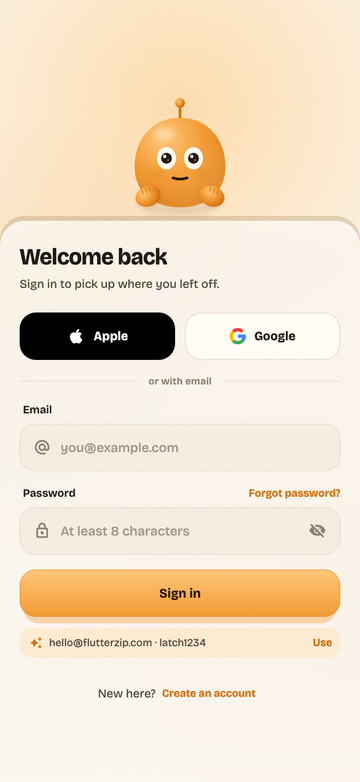 Welcome back
Sign in to pick up where you left off.
Apple
Google
or with email
Email
you@example.com
Password
Forgot password?
At least 8 characters
Sign in
hello@flutterzip.com · latch1234
Use
New here? Create an account